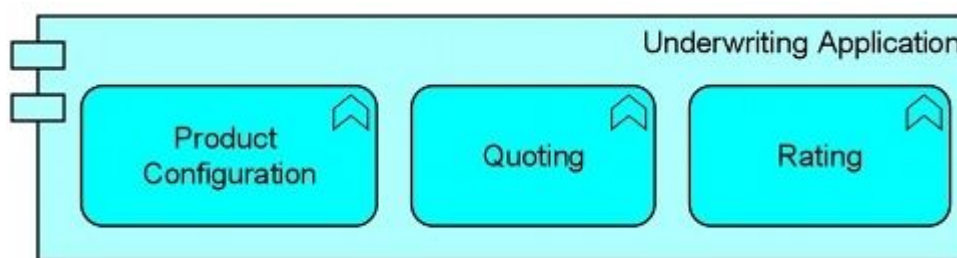 Underwriting Application
Product
Configuration
Quoting
Rating